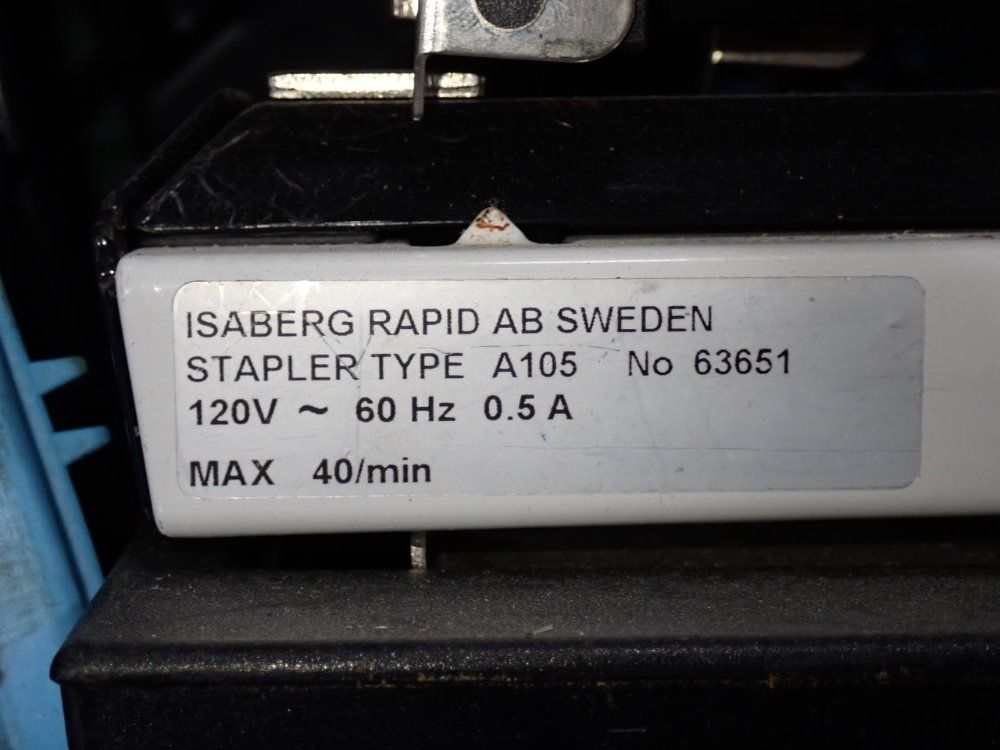 ISABERG RAPID AB SWEDEN
STAPLER TYPE A105 No 63651
120V ~ 60 Hz 0.5 A
MAX 40/min